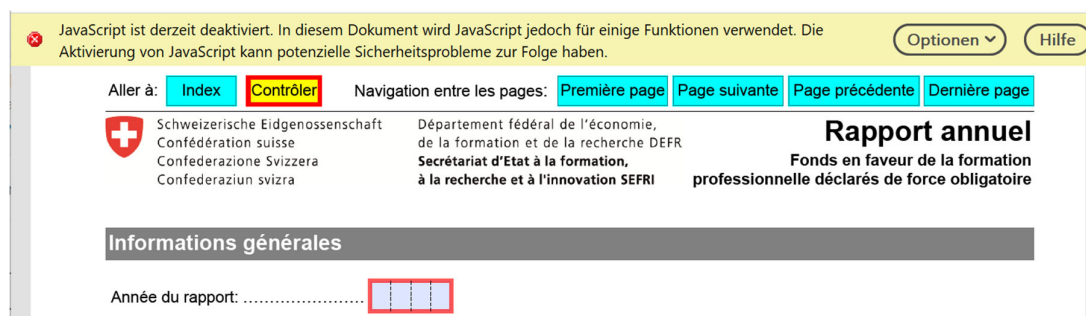 JavaScript ist derzeit deaktiviert. In diesem Dokument wird JavaScript jedoch für einige Funktionen verwendet. Die
Aktivierung von JavaScript kann potenzielle Sicherheitsprobleme zur Folge haben.
Optionen
Hilfe
Aller à: Index Contrôler Navigation entre les pages: Première page Page suivante Page précédente Dernière page
Schweizerische Eidgenossenschaft
Confédération suisse
Confederazione Svizzera
Confederaziun svizra
Département fédéral de l'économie,
de la formation et de la recherche DEFR
Secrétariat d'Etat à la formation,
à la recherche et à l'innovation SEFRI
Rapport annuel
Fonds en faveur de la formation
professionnelle déclarés de force obligatoire
Informations générales
Année du rapport: .......................